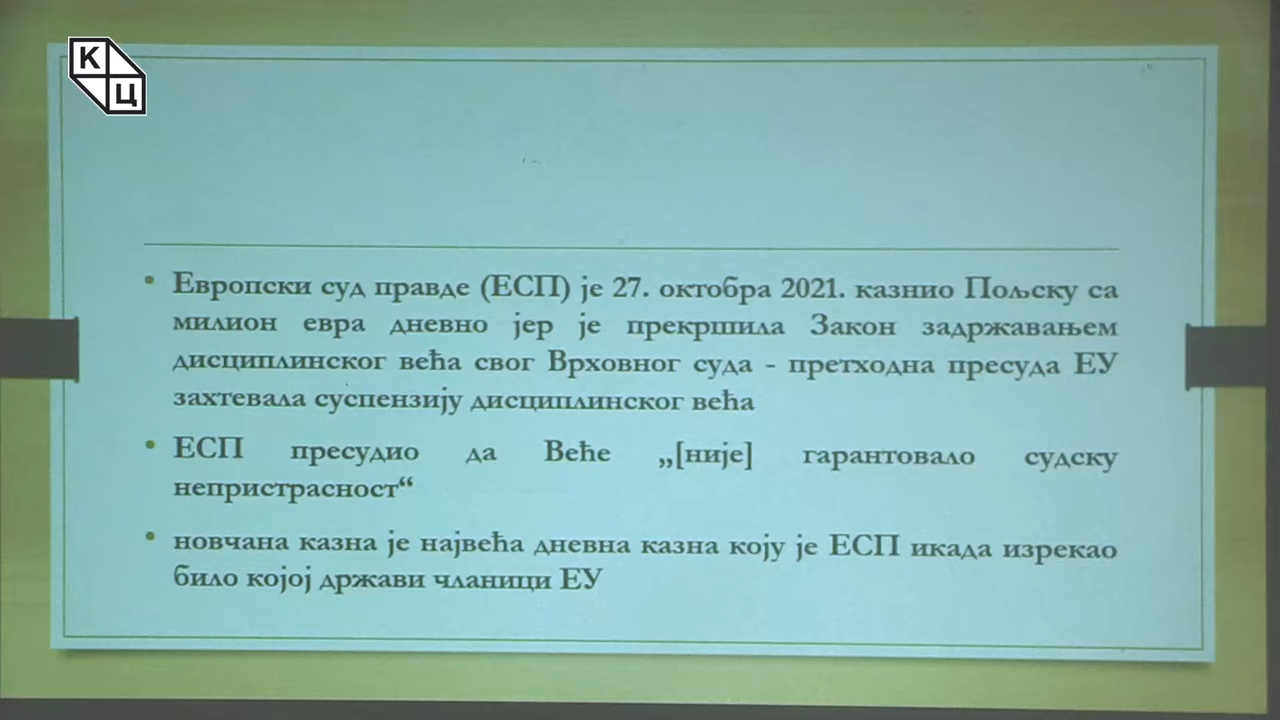 К
Ц
• Европски суд правде (ЕСП) је 27. октобра 2021. казнио Пољску са
милион евра дневно јер је прекршила Закон задржавањем
дисциплинског већа свог Врховног суда - претходна пресуда ЕУ
захтевала суспензију дисциплинског већа
• ЕСП пресудио да Веће „[није] гарантовало судску
непристрасност“
• новчана казна је највећа дневна казна коју је ЕСП икада изрекао
било којој држави чланици ЕУ